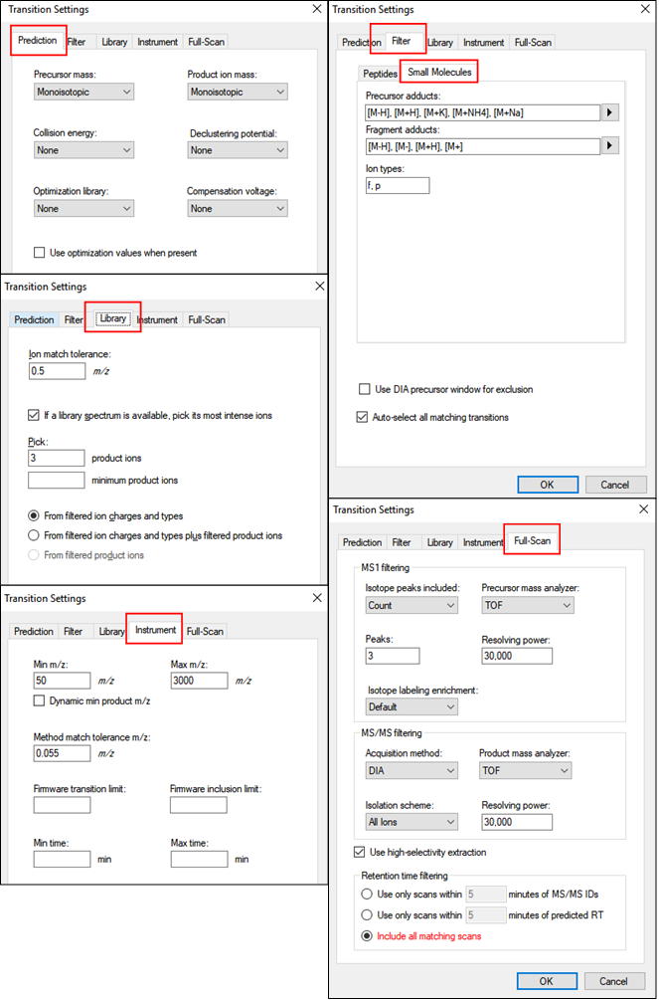 Transition Settings
Prediction Filter Library Instrument Full-Scan
Precursor mass: Product ion mass:
Monoisotopic Monoisotopic
Collision energy: Declustering potential:
None None
Optimization library: Compensation voltage:
None None
Use optimization values when present
Transition Settings
Prediction Filter Library Instrument Full-Scan
Ion match tolerance:
0.5 m/z
If a library spectrum is available, pick its most intense ions
Pick:
3 product ions
minimum product ions
From filtered ion charges and types
From filtered ion charges and types plus filtered product ions
From filtered product ions
Transition Settings
Prediction Filter Library Instrument Full-Scan
Min m/z: Max m/z:
50 m/z 3000 m/z
Dynamic min product m/z
Method match tolerance m/z:
0.055 m/z
Firmware transition limit: Firmware inclusion limit:
Min time: Max time:
min min
Transition Settings
Prediction Filter Library Instrument Full-Scan
Peptides Small Molecules
Precursor adducts:
[M-H], [M+H], [M+K], [M+NH4], [M+Na]
Fragment adducts:
[M-H], [M-], [M+H], [M+]
Ion types:
f, p
Use DIA precursor window for exclusion
Auto-select all matching transitions
OK Cancel
Transition Settings
Prediction Filter Library Instrument Full-Scan
MS1 filtering
Isotope peaks included: Precursor mass analyzer:
Count TOF
Peaks: Resolving power:
3 30,000
Isotope labeling enrichment:
Default
MS/MS filtering
Acquisition method: Product mass analyzer:
DIA TOF
Isolation scheme: Resolving power:
All Ions 30,000
Use high-selectivity extraction
Retention time filtering
Use only scans within 5 minutes of MS/MS IDs
Use only scans within 5 minutes of predicted RT
Include all matching scans
OK Cancel